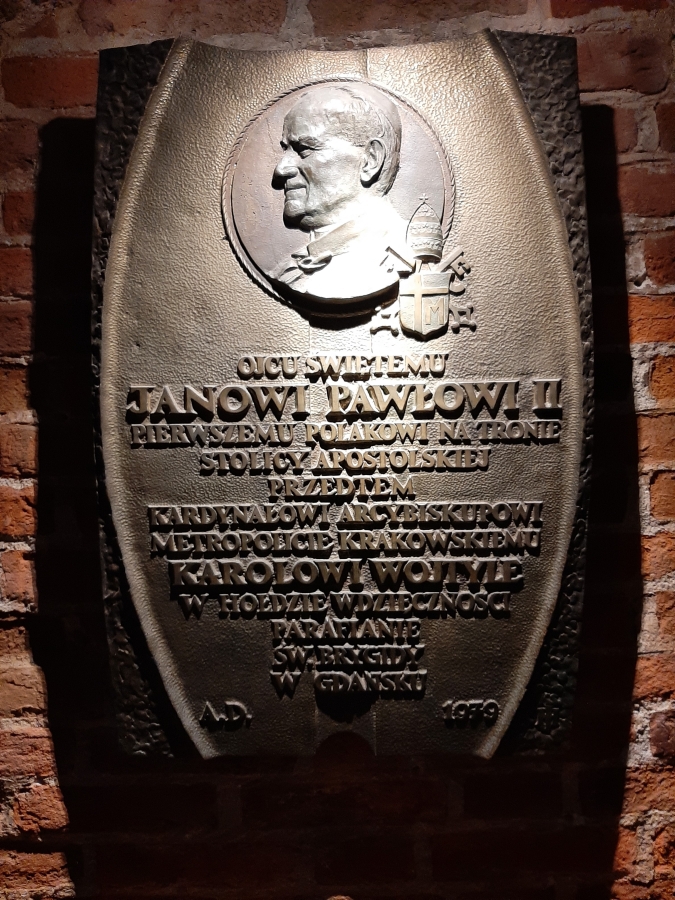 OJCU ŚWIĘTEMU
JANOWI PAWŁOWI II
PIERWSZEMU POLAKOWI NA TRONIE
STOLICY APOSTOLSKIEJ
PRZEDTEM
KARDYNAŁOWI ARCYBISKUPOWI
METROPOLICIE KRAKOWSKIEMU
KAROLOWI WOJTYLE
W HOŁDZIE WDZIĘCZNOŚCI
PARAFIANIE
ŚW. BRYGIDY
W GDAŃSKU
A.D. 1979
M